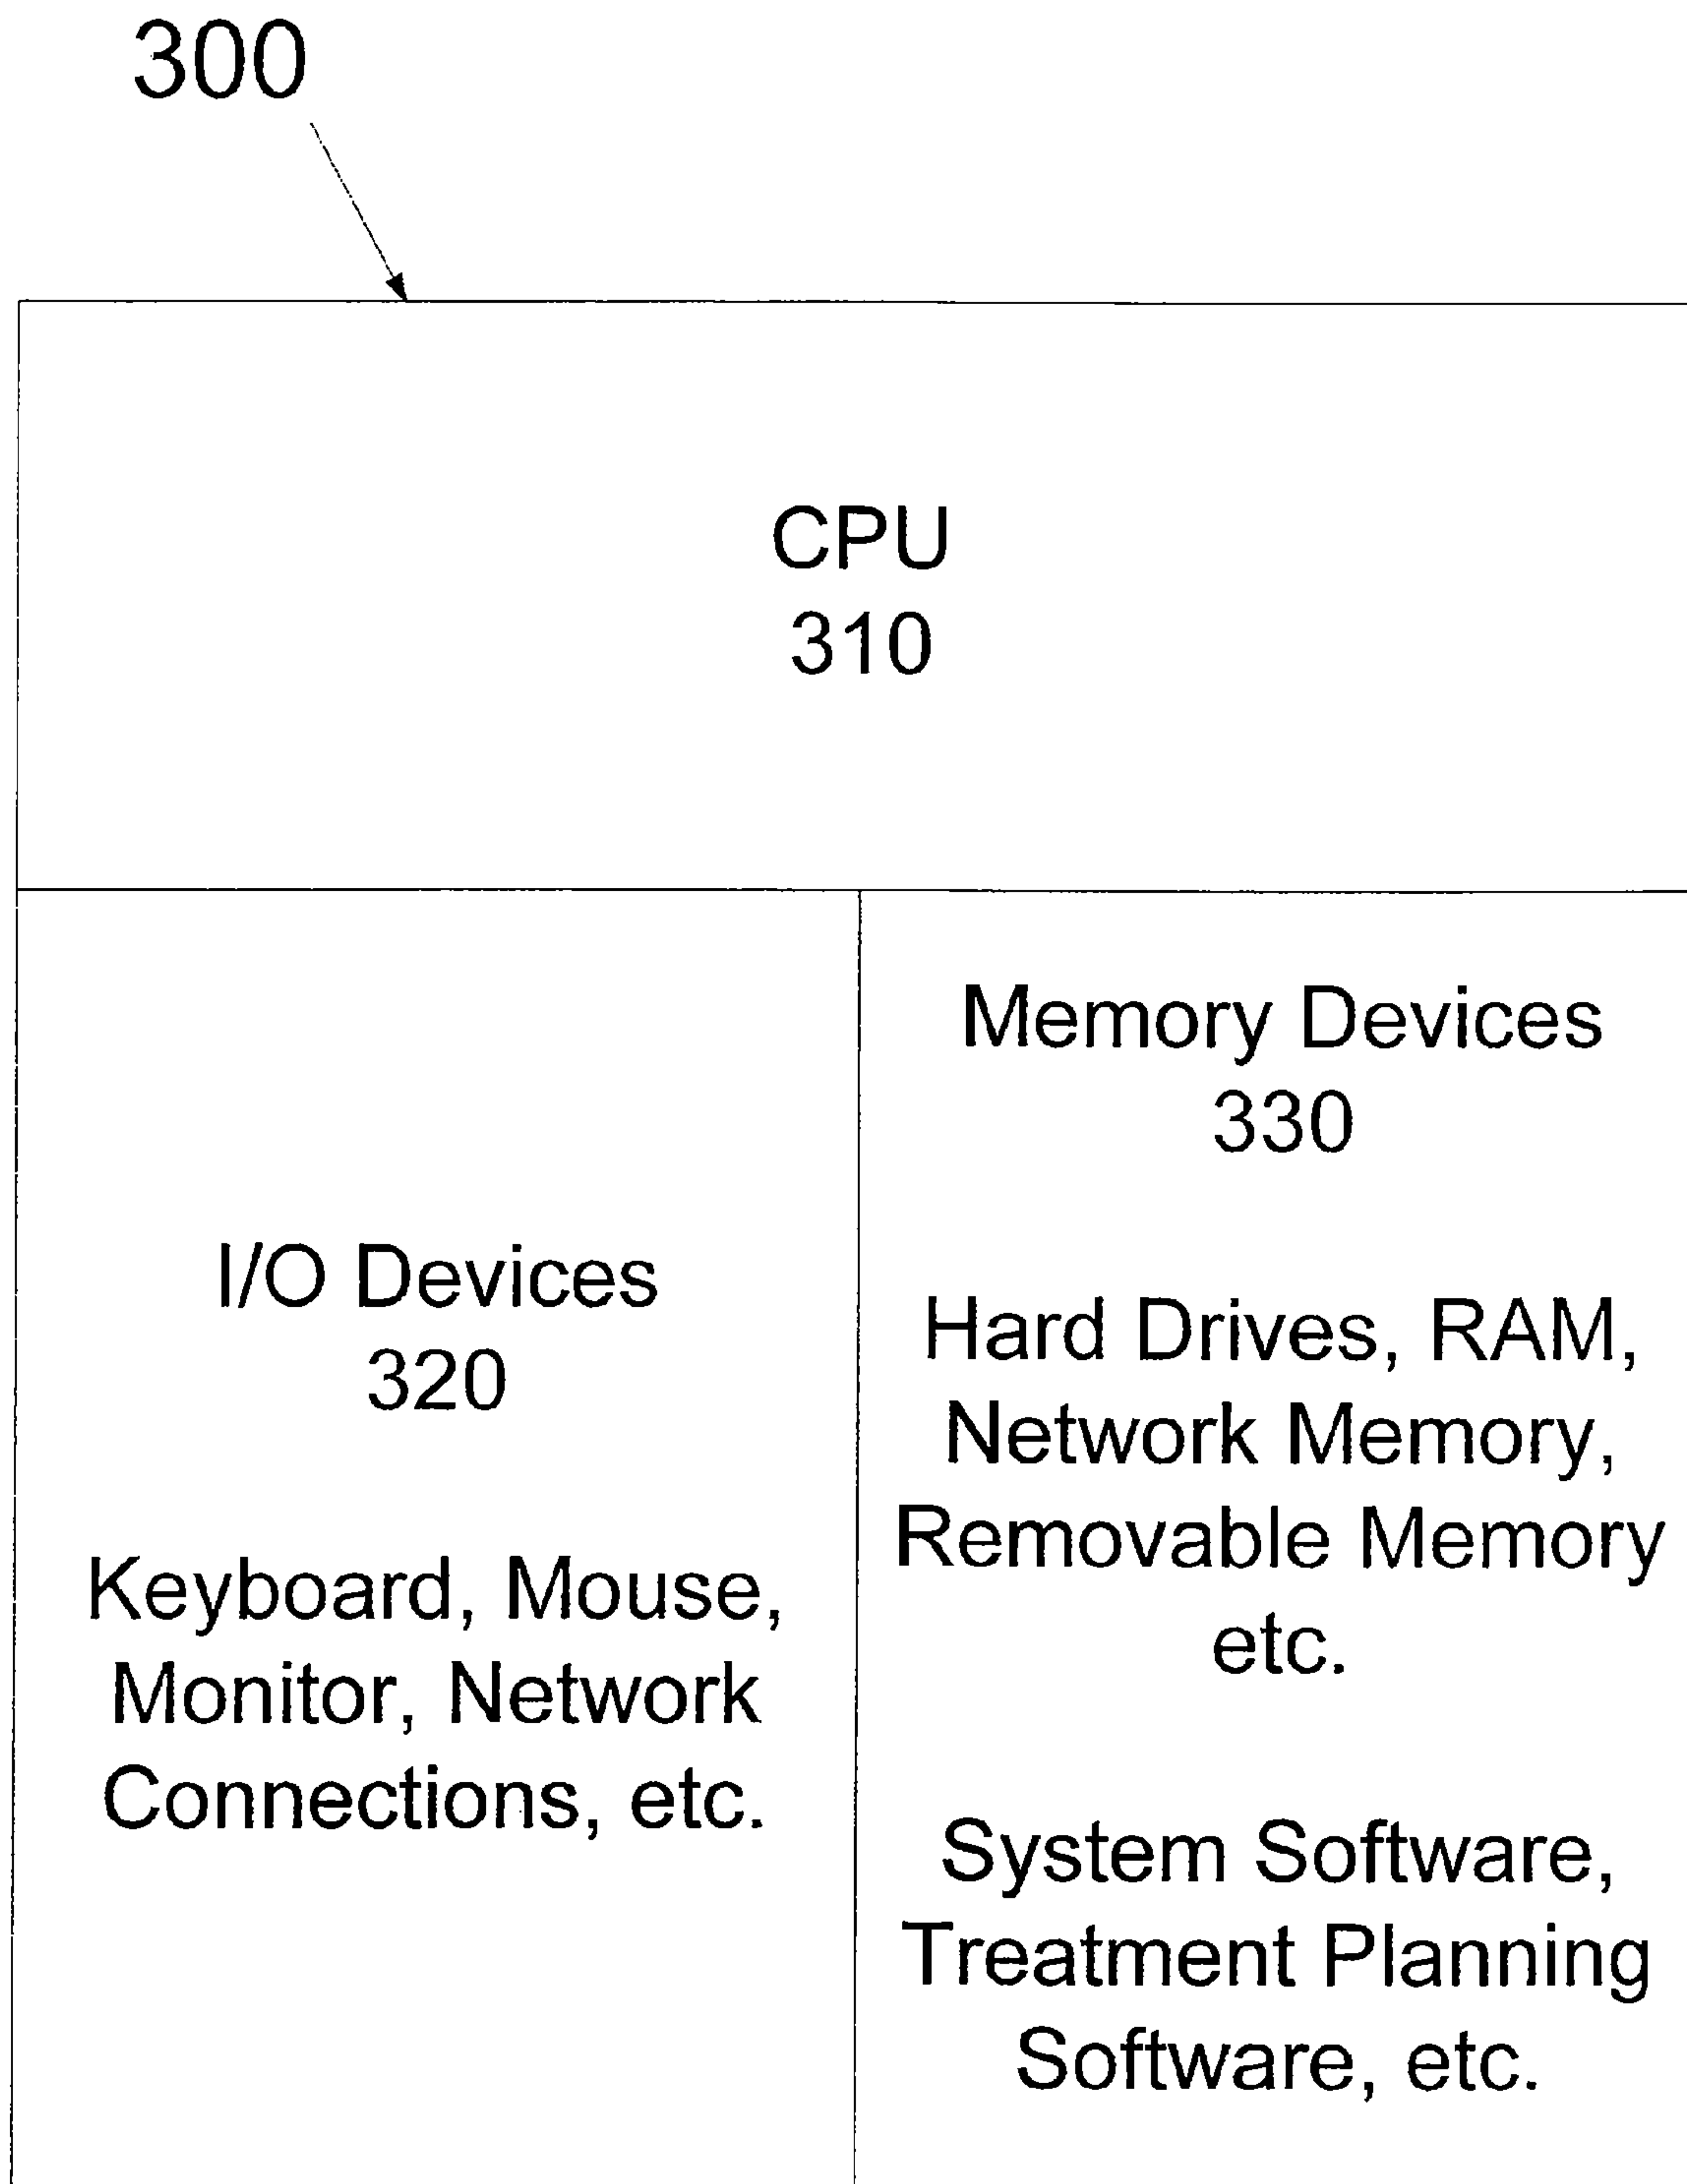 300
CPU
310
I/O Devices
320
Keyboard, Mouse,
Monitor, Network
Connections, etc.
Memory Devices
330
Hard Drives, RAM,
Network Memory,
Removable Memory
etc.
System Software,
Treatment Planning
Software, etc.